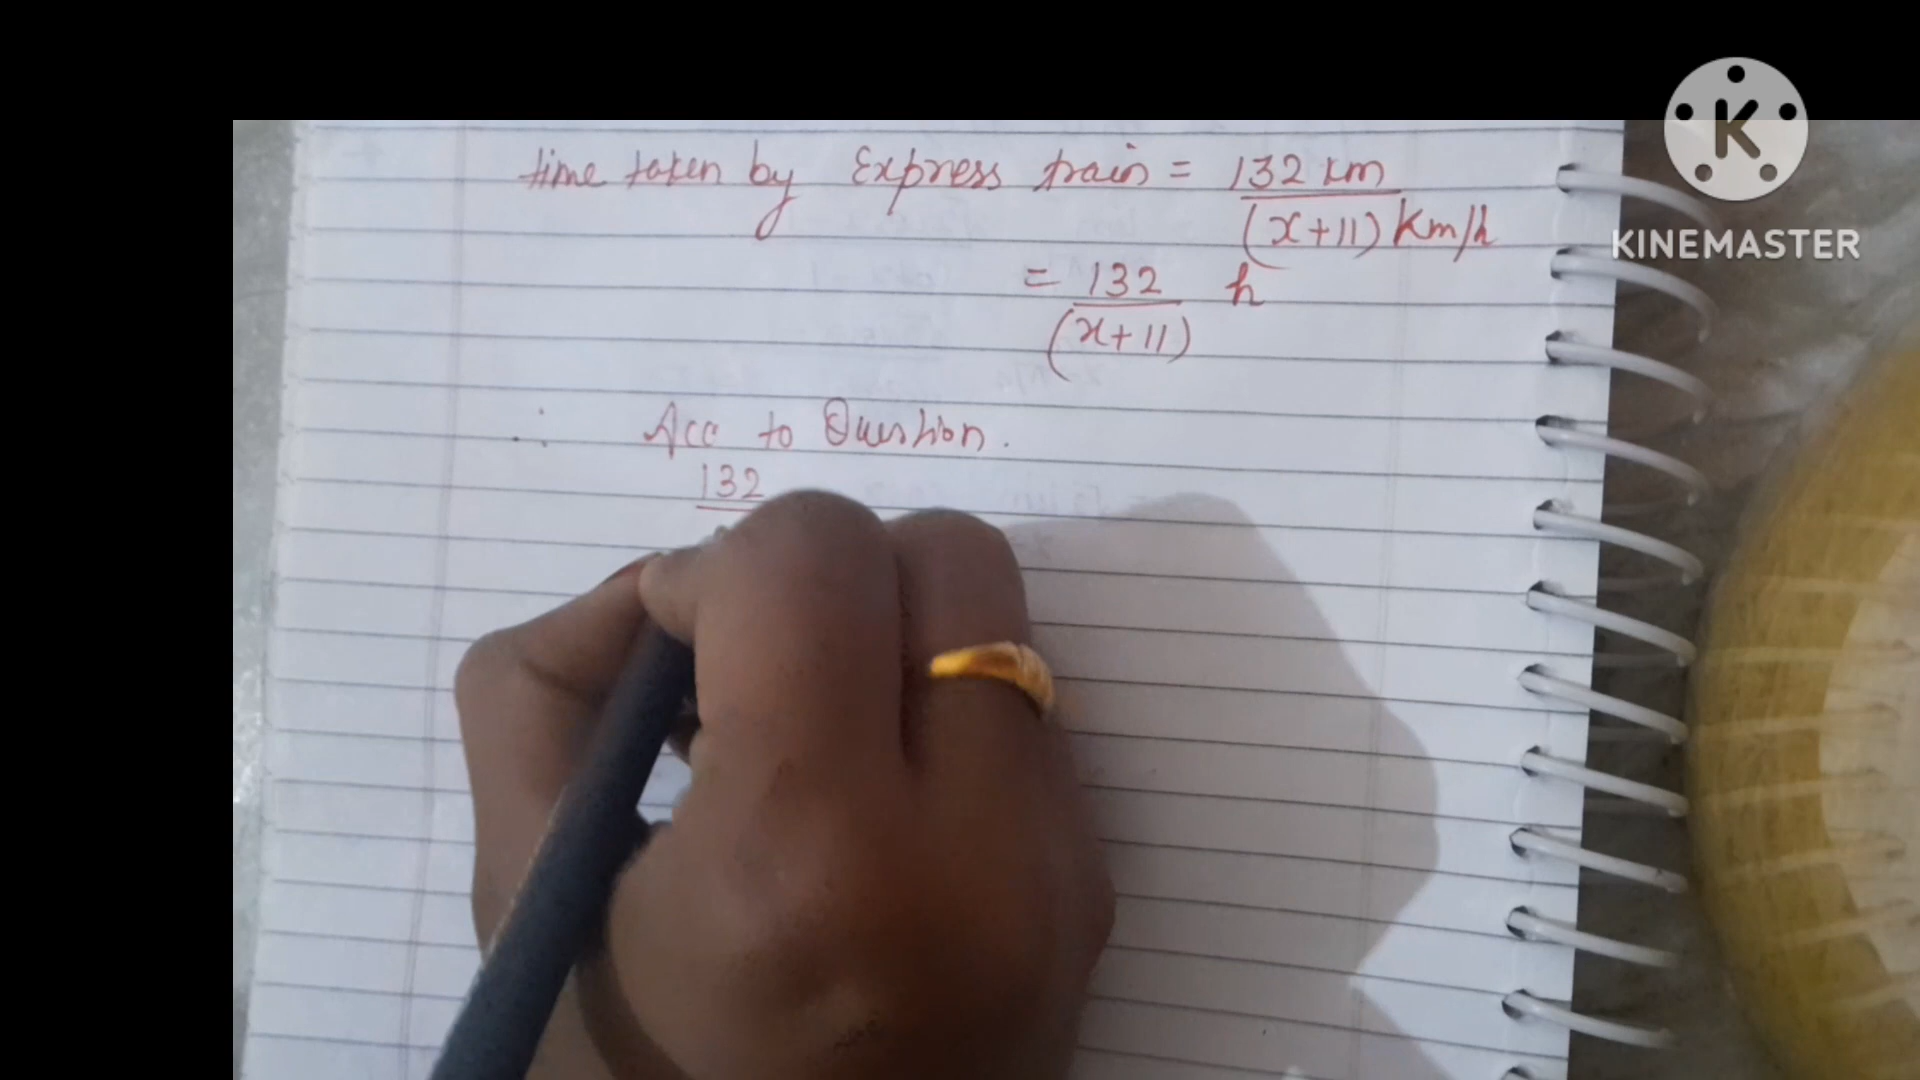 time taken by Express train = 132 km / (x+11) Km/h
= 132 / (x+11) h
∴ Acc to Question.
132
K
KINEMASTER